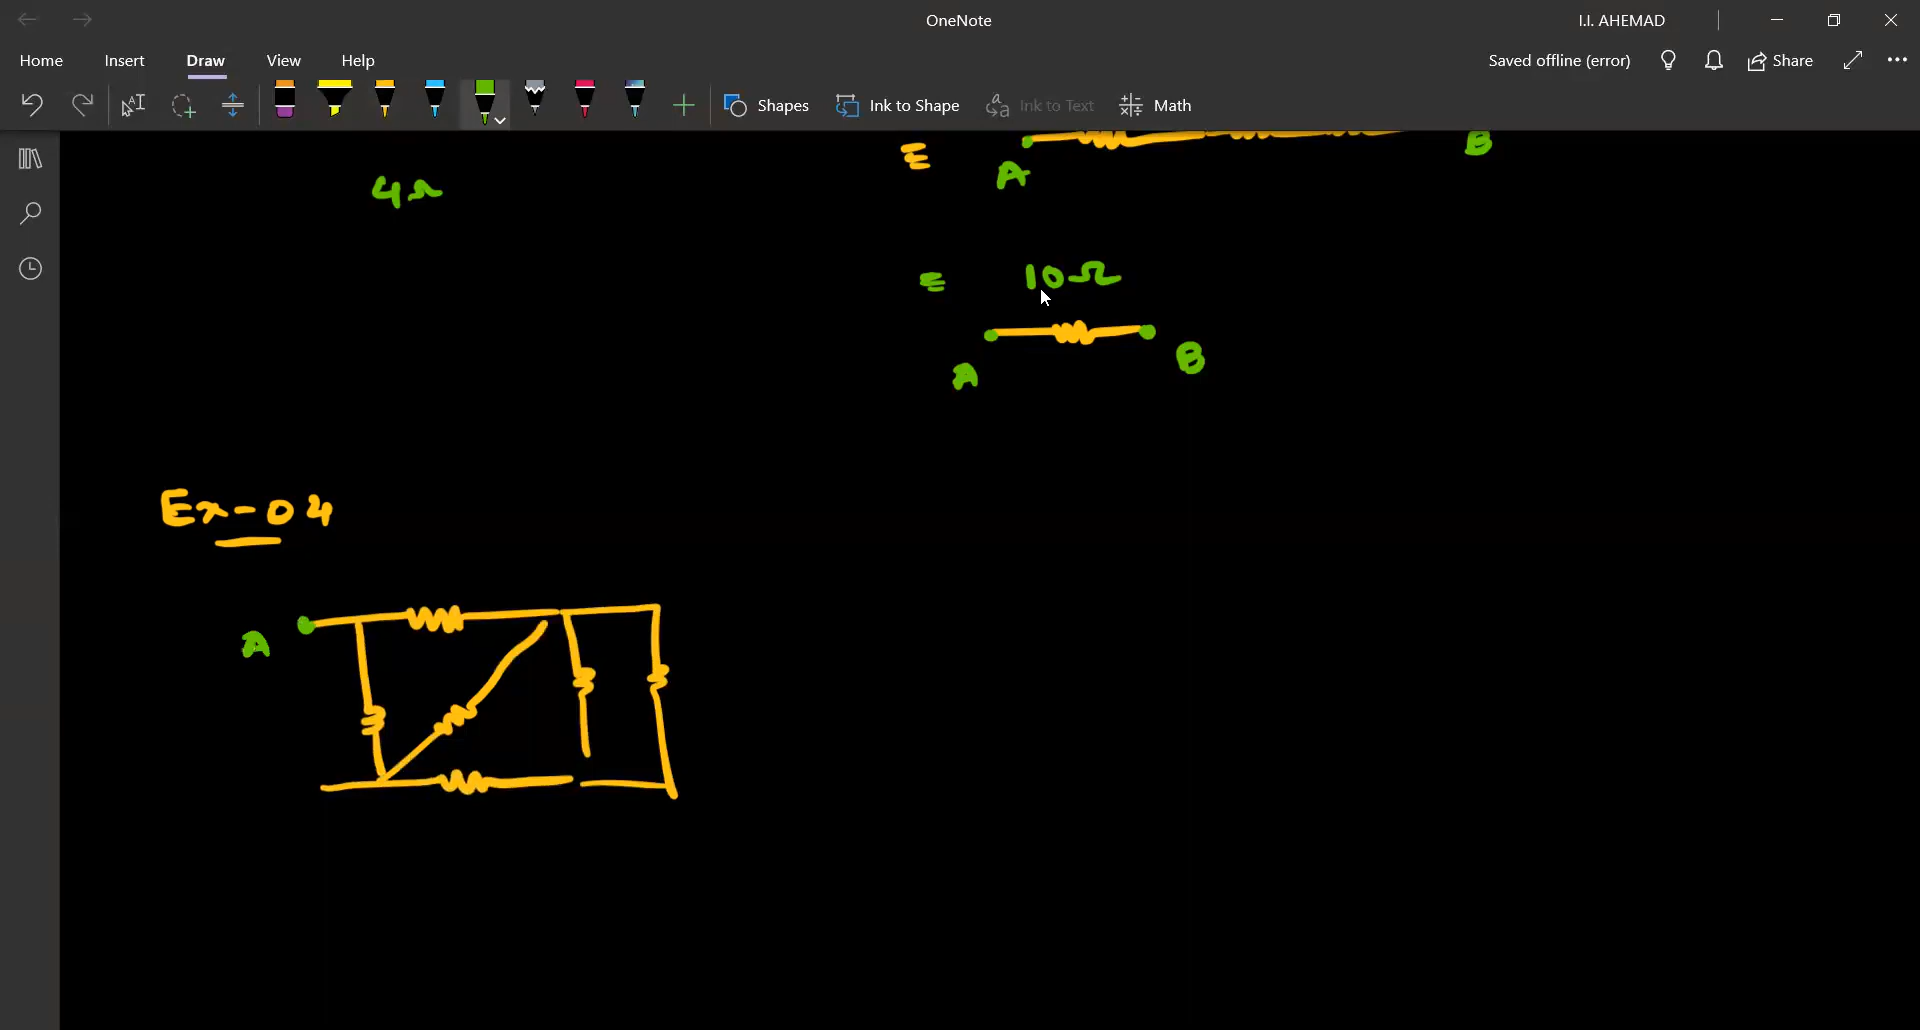 OneNote
I.I. AHEMAD
Home Insert Draw View Help
Saved offline (error) Share
Shapes Ink to Shape Ink to Text Math
≡ A B
4Ω
≡ 10Ω
A B
Ex-04
A